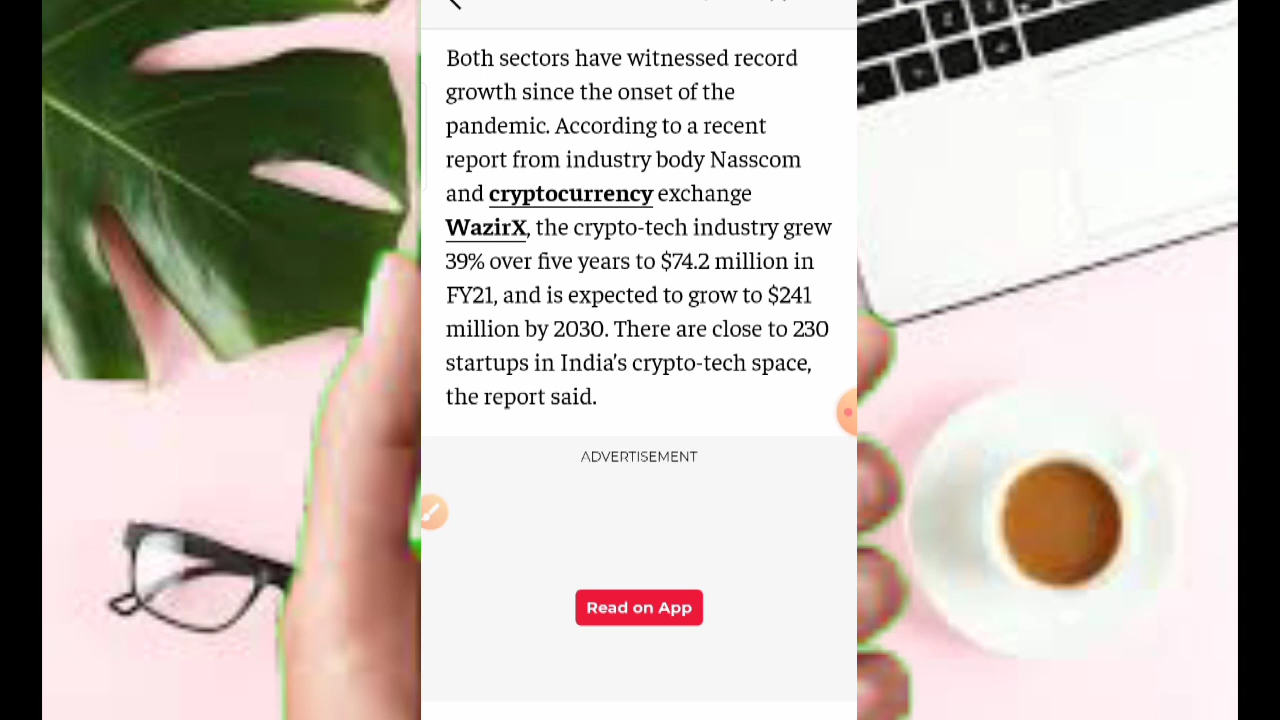 Both sectors have witnessed record
growth since the onset of the
pandemic. According to a recent
report from industry body Nasscom
and cryptocurrency exchange
WazirX, the crypto-tech industry grew
39% over five years to $74.2 million in
FY21, and is expected to grow to $241
million by 2030. There are close to 230
startups in India’s crypto-tech space,
the report said.
ADVERTISEMENT
Read on App